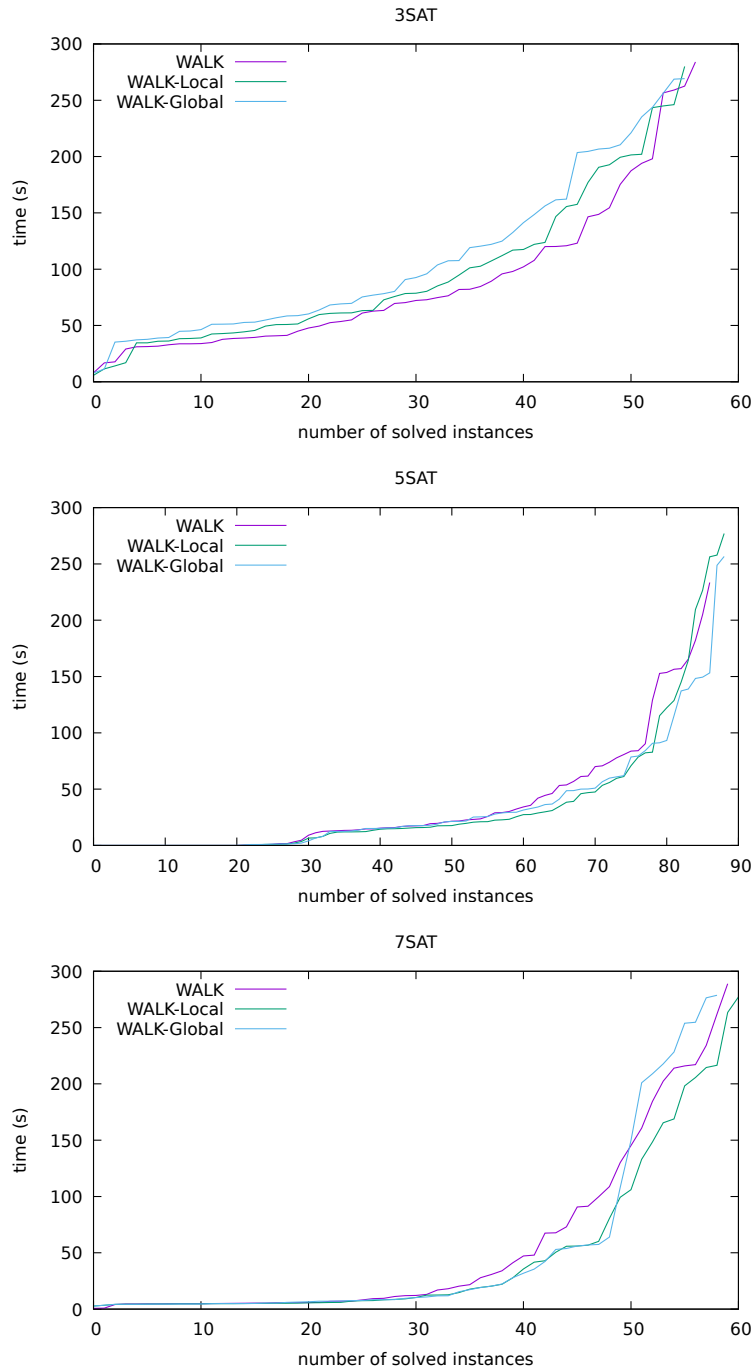 3SAT
300
250
200
150
100
50
0
time (s)
WALK
WALK-Local
WALK-Global
0 10 20 30 40 50 60
number of solved instances
5SAT
300
250
200
150
100
50
0
time (s)
WALK
WALK-Local
WALK-Global
0 10 20 30 40 50 60 70 80 90
number of solved instances
7SAT
300
250
200
150
100
50
0
time (s)
WALK
WALK-Local
WALK-Global
0 10 20 30 40 50 60
number of solved instances